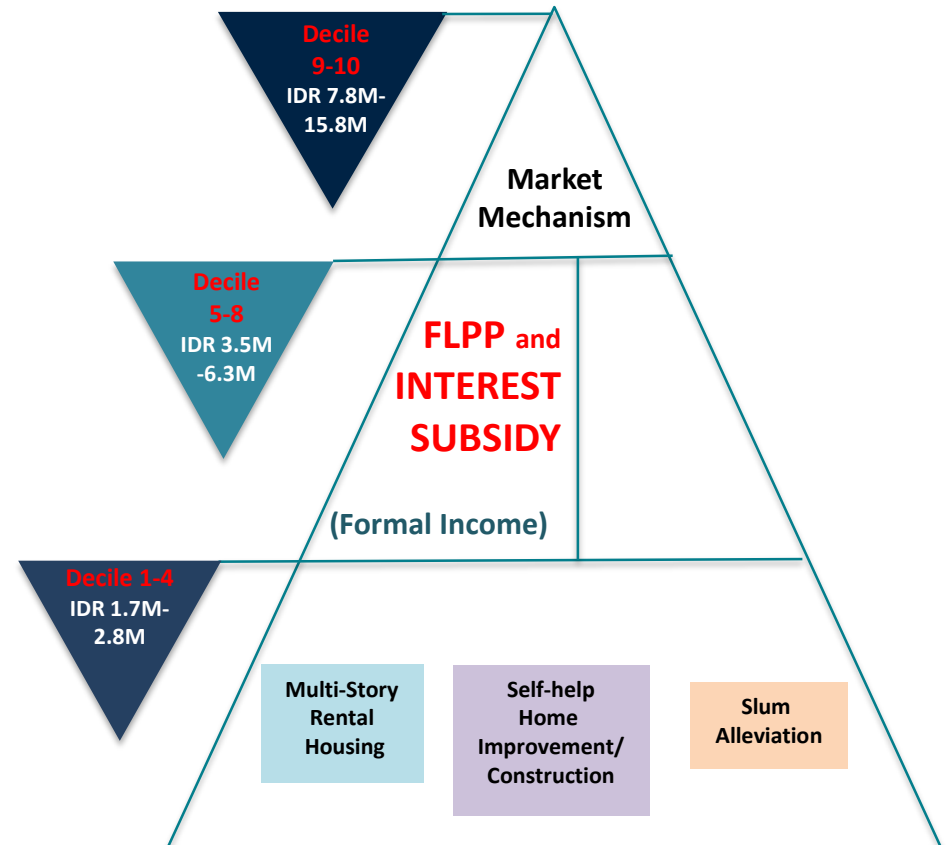 Decile
9-10
IDR 7.8M-
15.8M
Market
Mechanism
Decile
5-8
IDR 3.5M
-6.3M
FLPP and
INTEREST
SUBSIDY
(Formal Income)
Decile 1-4
IDR 1.7M-
2.8M
Multi-Story
Rental
Housing
Self-help
Home
Improvement/
Construction
Slum
Alleviation